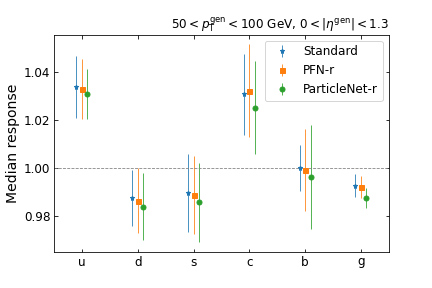 50 < p_T^gen < 100 GeV, 0 < |η^gen| < 1.3
Standard
PFN-r
ParticleNet-r
Median response
1.04
1.02
1.00
0.98
u d s c b g